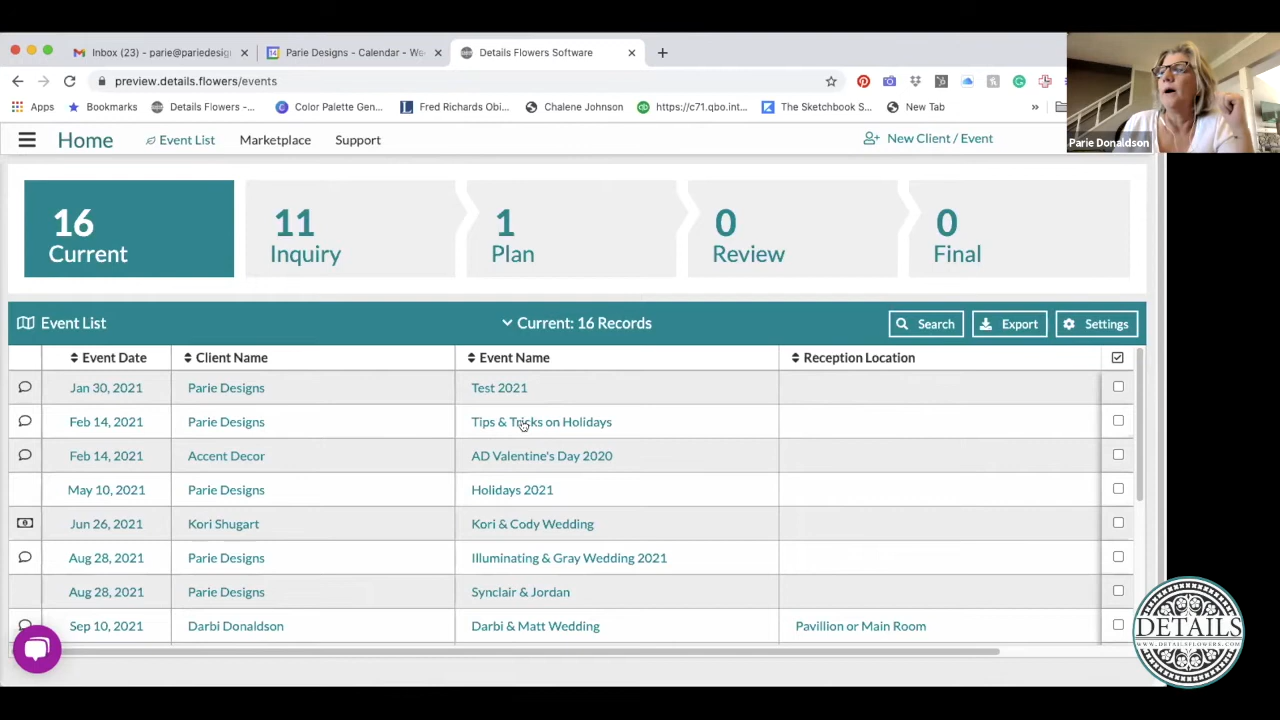 Inbox (23) - parie@pariedesig
Parie Designs - Calendar - We
Details Flowers Software
preview.details.flowers/events
Apps
Bookmarks
Details Flowers -...
Color Palette Gen...
Fred Richards Obi...
Chalene Johnson
https://c71.qbo.int...
The Sketchbook S...
New Tab
Parie Donaldson
Home
Event List
Marketplace
Support
New Client / Event
16
Current
11
Inquiry
1
Plan
0
Review
0
Final
Event List
Current: 16 Records
Search
Export
Settings
Event Date
Client Name
Event Name
Reception Location
Jan 30, 2021
Parie Designs
Test 2021
Feb 14, 2021
Parie Designs
Tips & Tricks on Holidays
Feb 14, 2021
Accent Decor
AD Valentine's Day 2020
May 10, 2021
Parie Designs
Holidays 2021
Jun 26, 2021
Kori Shugart
Kori & Cody Wedding
Aug 28, 2021
Parie Designs
Illuminating & Gray Wedding 2021
Aug 28, 2021
Parie Designs
Synclair & Jordan
Sep 10, 2021
Darbi Donaldson
Darbi & Matt Wedding
Pavillion or Main Room
DETAILS
WWW.DETAILSFLOWERS.COM